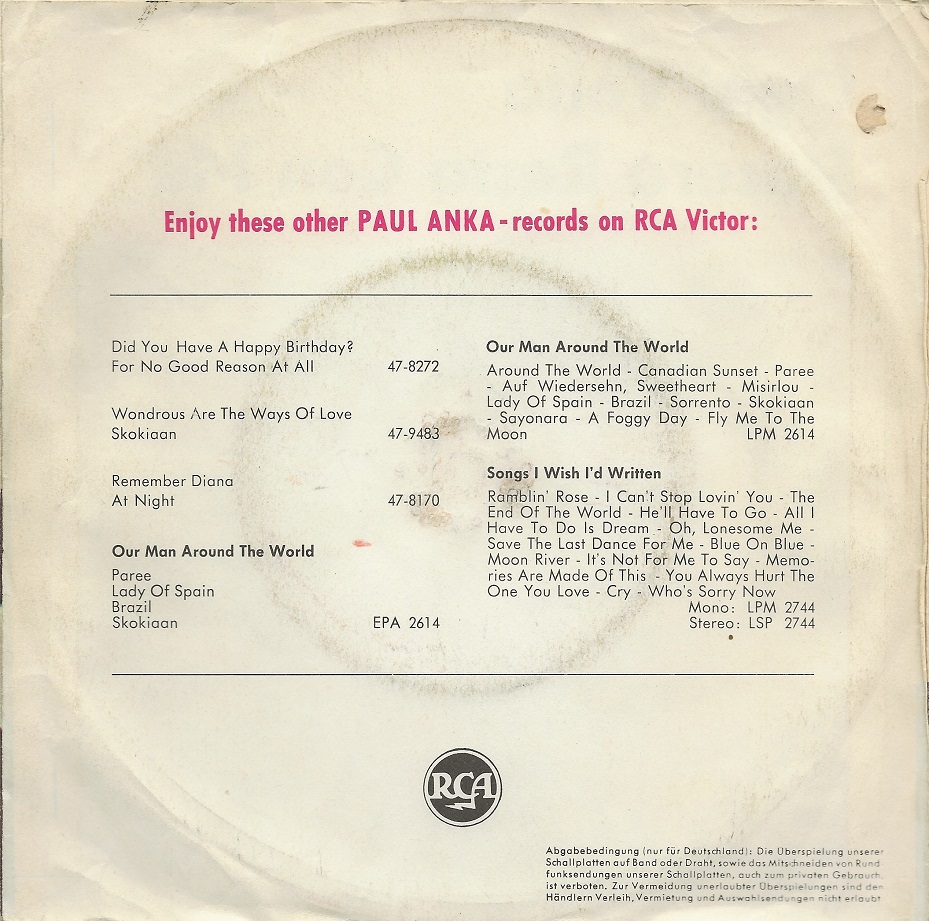 Enjoy these other PAUL ANKA - records on RCA Victor:
Did You Have A Happy Birthday?
For No Good Reason At All 47-8272
Wondrous Are The Ways Of Love
Skokiaan 47-9483
Remember Diana
At Night 47-8170
Our Man Around The World
Paree
Lady Of Spain
Brazil
Skokiaan EPA 2614
Our Man Around The World
Around The World - Canadian Sunset - Paree
- Auf Wiedersehn, Sweetheart - Misirlou -
Lady Of Spain - Brazil - Sorrento - Skokiaan
- Sayonara - A Foggy Day - Fly Me To The
Moon LPM 2614
Songs I Wish I'd Written
Ramblin' Rose - I Can't Stop Lovin' You - The
End Of The World - He'll Have To Go - All I
Have To Do Is Dream - Oh, Lonesome Me -
Save The Last Dance For Me - Blue On Blue -
Moon River - It's Not For Me To Say - Memo-
ries Are Made Of This - You Always Hurt The
One You Love - Cry - Who's Sorry Now
Mono: LPM 2744
Stereo: LSP 2744
RCA
Abgabebedingung (nur für Deutschland): Die Überspielung unserer
Schallplatten auf Band oder Draht, sowie das Mitschneiden von Rund
funksendungen unserer Schallplatten, auch zum privaten Gebrauch,
ist verboten. Zur Vermeidung unerlaubter Überspielungen sind den
Händlern Verleih, Vermietung und Auswahlsendungen nicht erlaubt